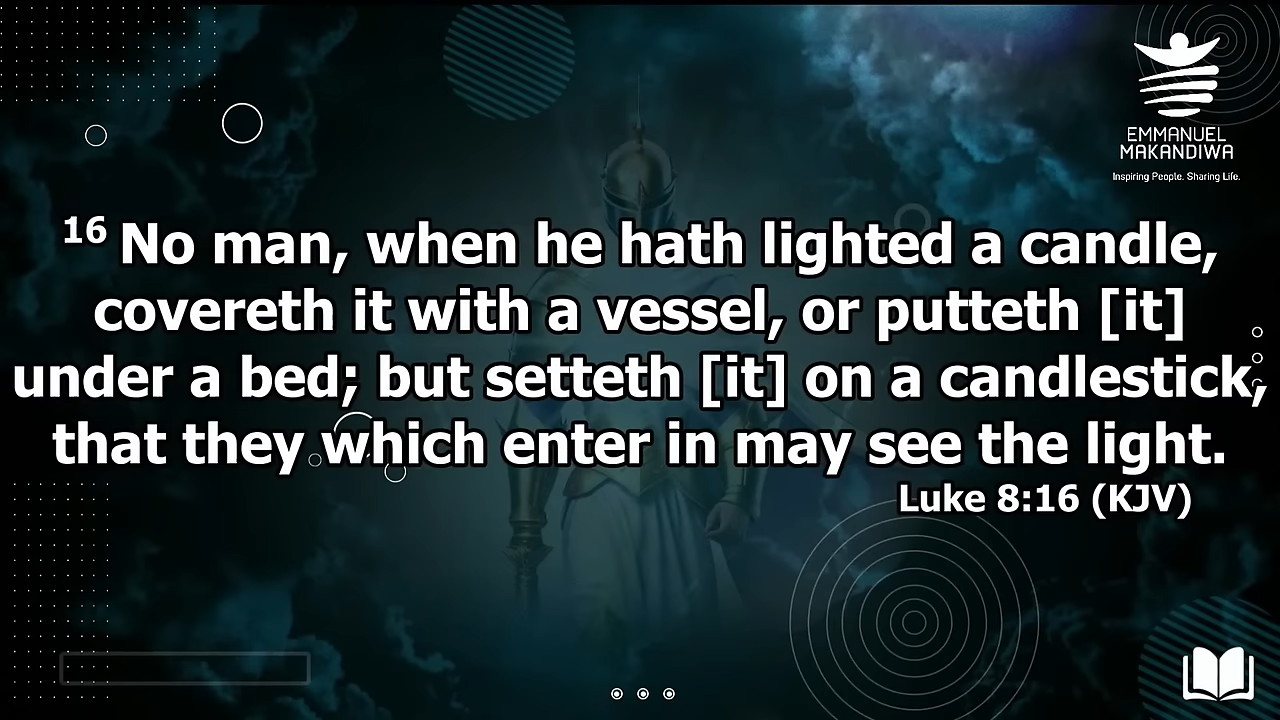 EMMANUEL
MAKANDIWA
Inspiring People. Sharing Life.
16 No man, when he hath lighted a candle,
covereth it with a vessel, or putteth [it]
under a bed; but setteth [it] on a candlestick,
that they which enter in may see the light.
Luke 8:16 (KJV)